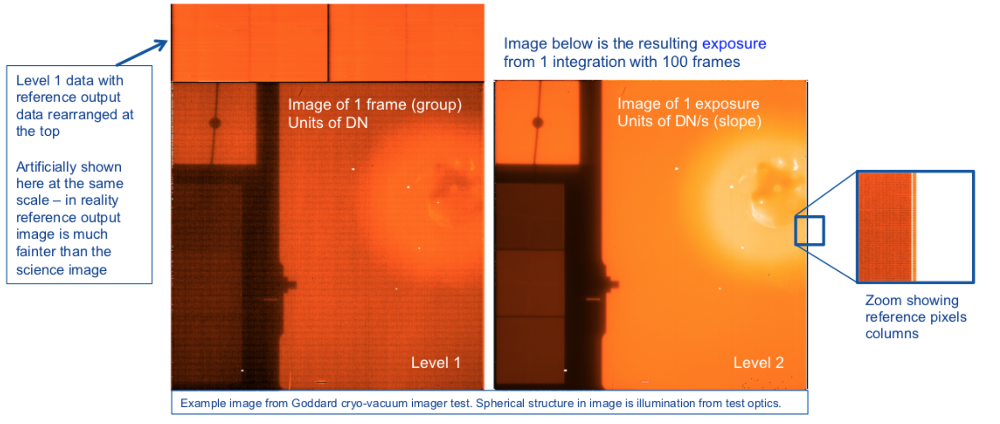 Level 1 data with
reference output
data rearranged at
the top
Artificially shown
here at the same
scale – in reality
reference output
image is much
fainter than the
science image
Image of 1 frame (group)
Units of DN
Level 1
Image below is the resulting exposure
from 1 integration with 100 frames
Image of 1 exposure
Units of DN/s (slope)
Level 2
Zoom showing
reference pixels
columns
Example image from Goddard cryo-vacuum imager test. Spherical structure in image is illumination from test optics.